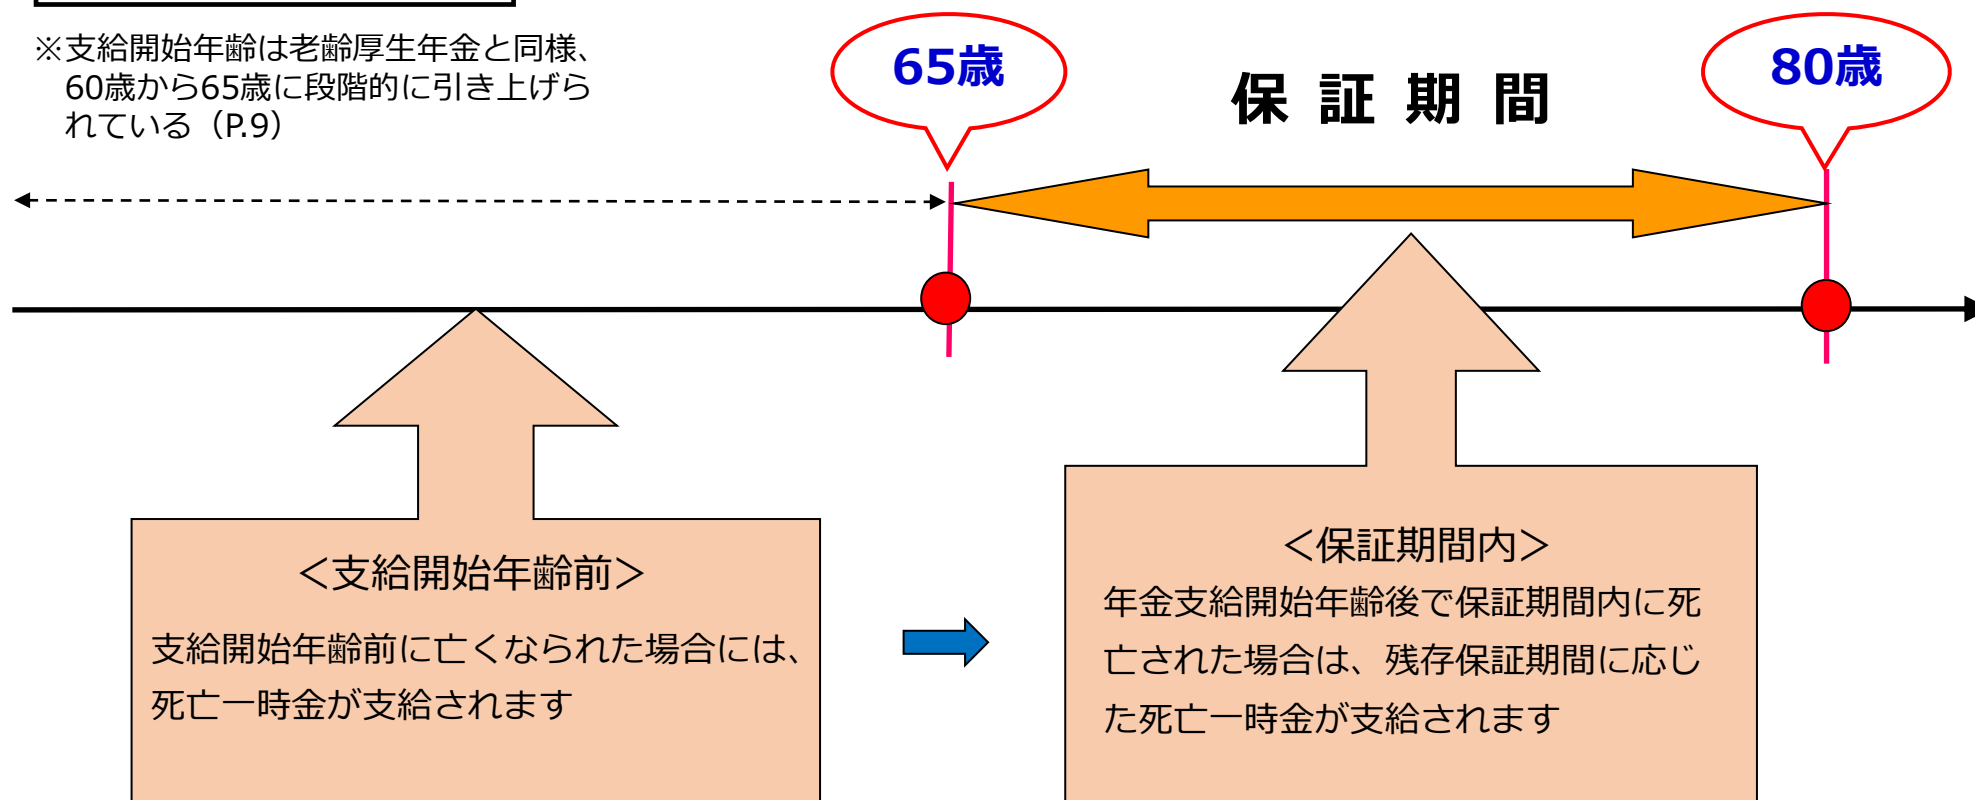 ※支給開始年齢は老齢厚生年金と同様、
60歳から65歳に段階的に引き上げら
れている（P.9）
65歳
保証期間
80歳
＜支給開始年齢前＞
支給開始年齢前に亡くなられた場合には、
死亡一時金が支給されます
＜保証期間内＞
年金支給開始年齢後で保証期間内に死
亡された場合は、残存保証期間に応じ
た死亡一時金が支給されます